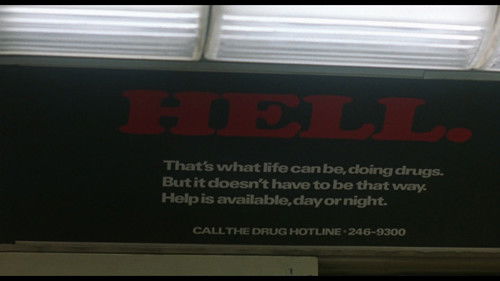 HELL.
That's what life can be, doing drugs.
But it doesn't have to be that way.
Help is available, day or night.
CALL THE DRUG HOTLINE • 246-9300